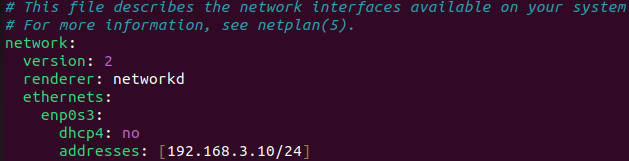 # This file describes the network interfaces available on your system
# For more information, see netplan(5).
network:
  version: 2
  renderer: networkd
  ethernets:
    enp0s3:
      dhcp4: no
      addresses: [192.168.3.10/24]